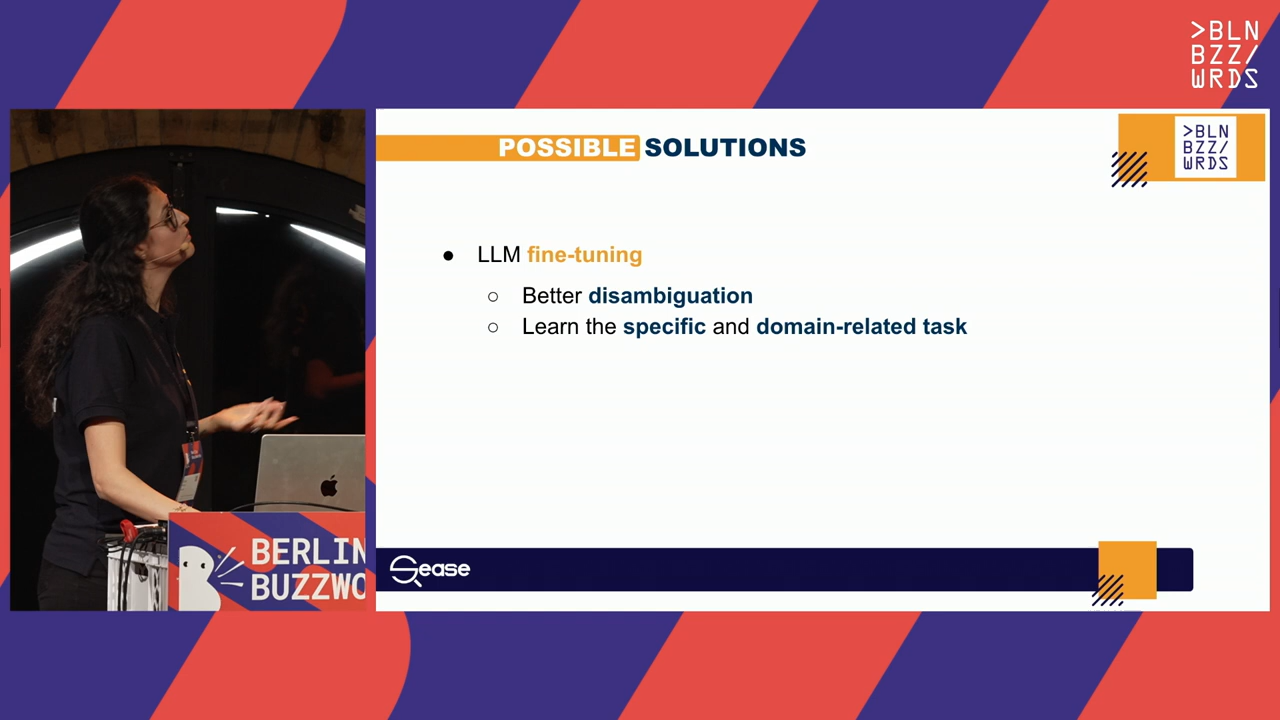 >BLN
BZZ/
WRDS
POSSIBLE SOLUTIONS
>BLN
BZZ/
WRDS
● LLM fine-tuning
○ Better disambiguation
○ Learn the specific and domain-related task
BERLIN
BUZZWO
Sease